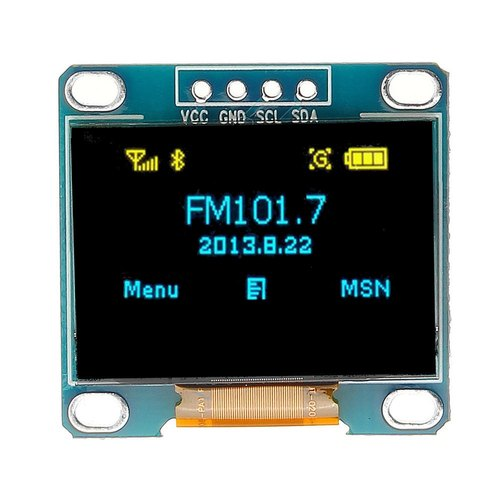 VCC GND SCL SDA
G
FM101.7
2013.8.22
Menu MSN